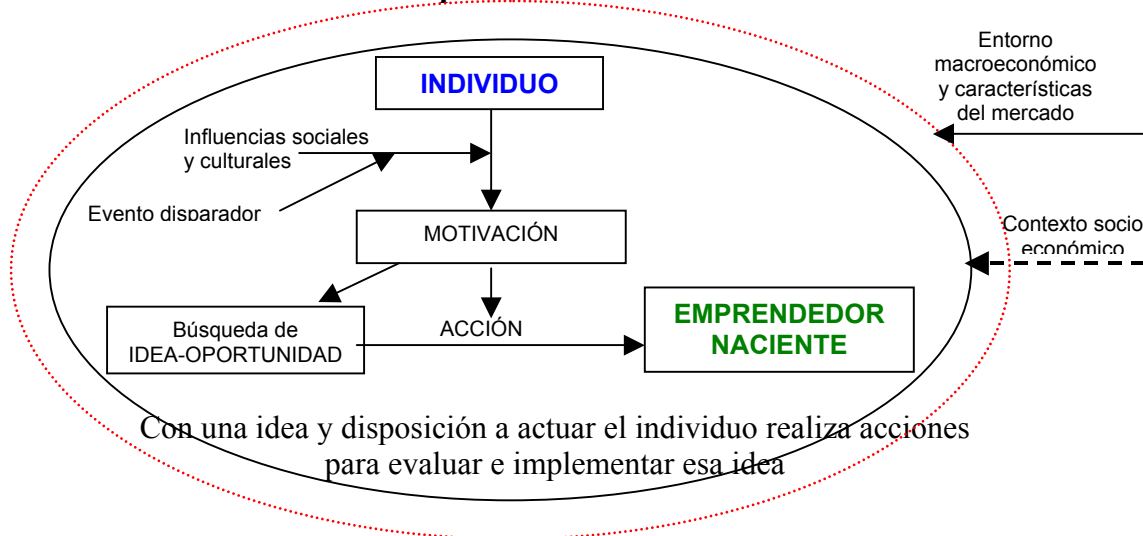 Entorno
macroeconómico
y características
del mercado
INDIVIDUO
Influencias sociales
y culturales
Evento disparador
MOTIVACIÓN
Contexto socio
económico
Búsqueda de
IDEA-OPORTUNIDAD
ACCIÓN
EMPRENDEDOR
NACIENTE
Con una idea y disposición a actuar el individuo realiza acciones
para evaluar e implementar esa idea